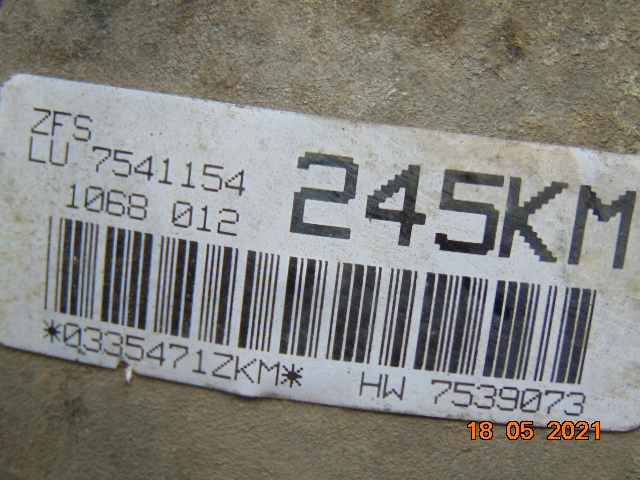 ZFS
LU 7541154
1068 012
245KM
*0335471ZKM*
HW 7539073
18 05 2021